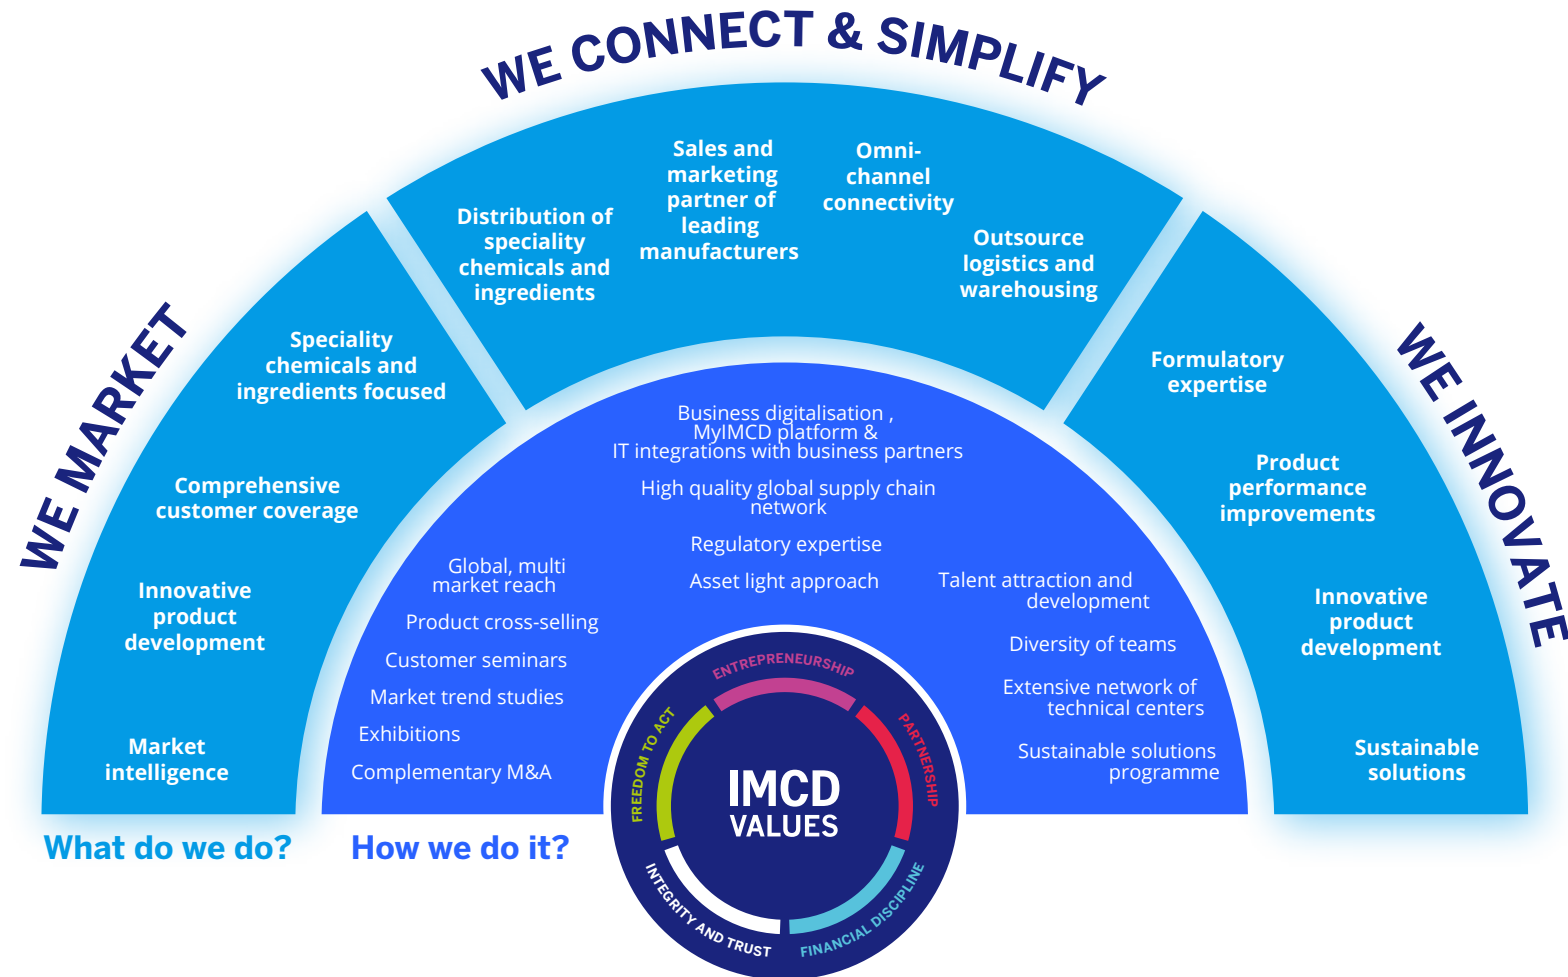 WE CONNECT & SIMPLIFY
WE MARKET
WE INNOVATE
Speciality
chemicals and
ingredients focused
Comprehensive
customer coverage
Innovative
product
development
Market
intelligence
Distribution of
speciality
chemicals and
ingredients
Sales and
marketing
partner of
leading
manufacturers
Omni-
channel
connectivity
Outsource
logistics and
warehousing
Formulatory
expertise
Product
performance
improvements
Innovative
product
development
Sustainable
solutions
Global, multi
market reach
Product cross-selling
Customer seminars
Market trend studies
Exhibitions
Complementary M&A
Business digitalisation ,
MyIMCD platform &
IT integrations with business partners
High quality global supply chain
network
Regulatory expertise
Asset light approach
Talent attraction and
development
Diversity of teams
Extensive network of
technical centers
Sustainable solutions
programme
What do we do?
How we do it?
ENTREPRENEURSHIP
FREEDOM TO ACT
PARTNERSHIP
IMCD
VALUES
INTEGRITY AND TRUST
FINANCIAL DISCIPLINE